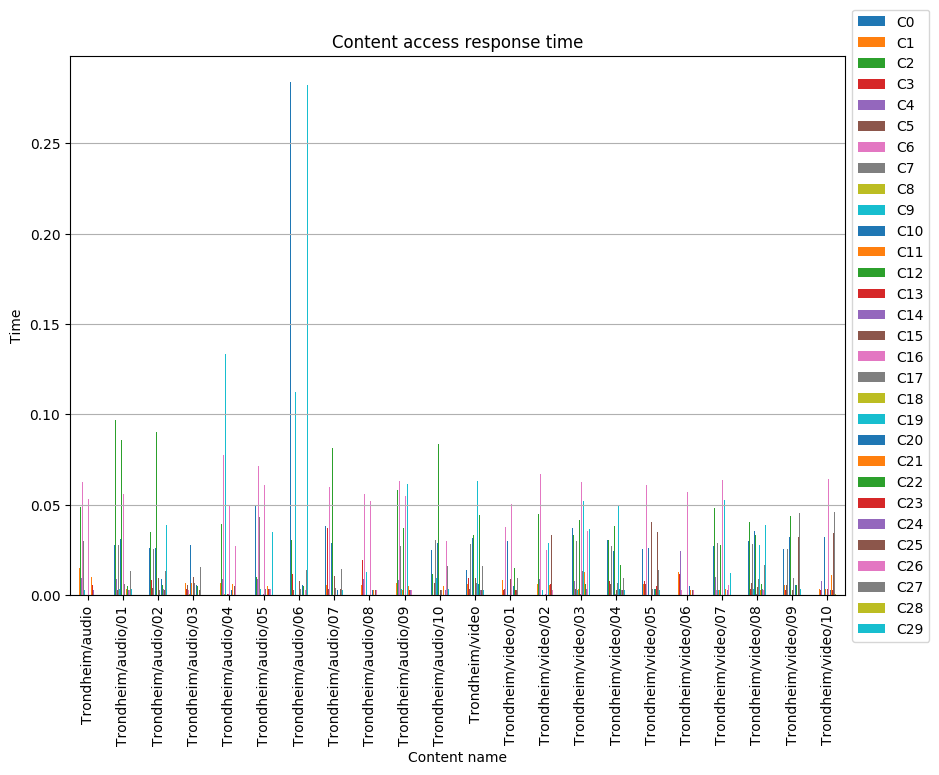 Content access response time
0.25
0.20
0.15
0.10
0.05
0.00
Time
Trondheim/audio
Trondheim/audio/01
Trondheim/audio/02
Trondheim/audio/03
Trondheim/audio/04
Trondheim/audio/05
Trondheim/audio/06
Trondheim/audio/07
Trondheim/audio/08
Trondheim/audio/09
Trondheim/audio/10
Trondheim/video
Trondheim/video/01
Trondheim/video/02
Trondheim/video/03
Trondheim/video/04
Trondheim/video/05
Trondheim/video/06
Trondheim/video/07
Trondheim/video/08
Trondheim/video/09
Trondheim/video/10
Content name
C0
C1
C2
C3
C4
C5
C6
C7
C8
C9
C10
C11
C12
C13
C14
C15
C16
C17
C18
C19
C20
C21
C22
C23
C24
C25
C26
C27
C28
C29